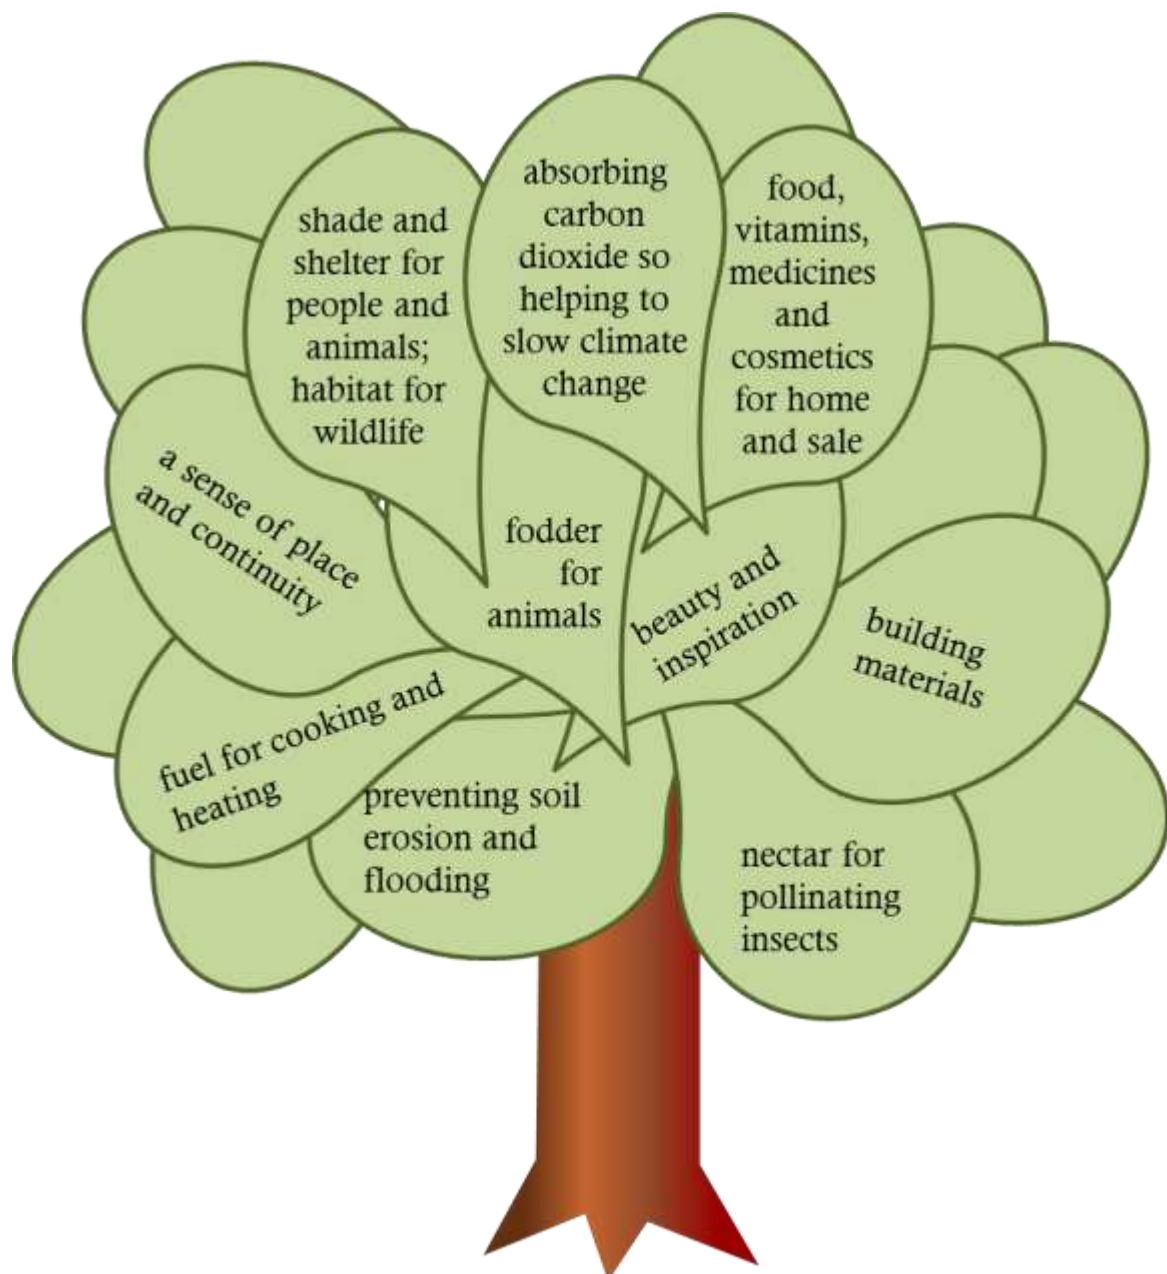 shade and
shelter for
people and
animals;
habitat for
wildlife
absorbing
carbon
dioxide so
helping to
slow climate
change
food,
vitamins,
medicines
and
cosmetics
for home
and sale
a sense of place
and continuity
fodder
for
animals
beauty and
inspiration
building
materials
fuel for cooking and
heating
preventing soil
erosion and
flooding
nectar for
pollinating
insects